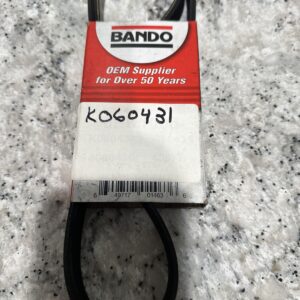 BANDO
OEM Supplier
for Over 50 Years
K060431